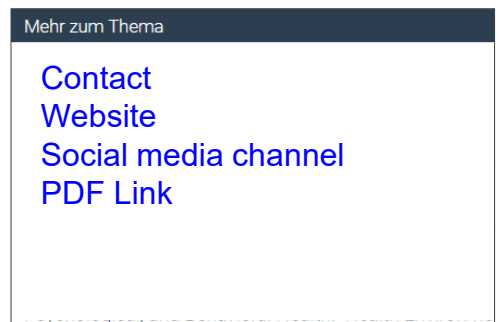 Mehr zum Thema
Contact
Website
Social media channel
PDF Link